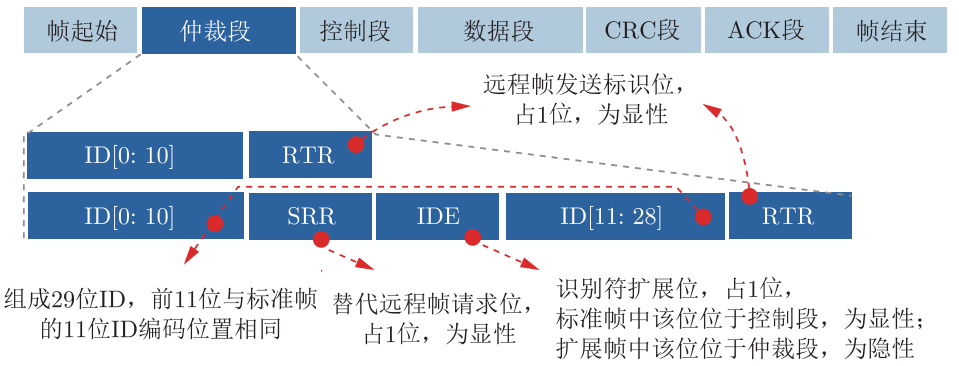 帧起始 仲裁段 控制段 数据段 CRC段 ACK段 帧结束
远程帧发送标识位，
占1位，为显性
ID[0: 10] RTR
ID[0: 10] SRR IDE ID[11: 28] RTR
组成29位ID，前11位与标准帧
的11位ID编码位置相同
替代远程帧请求位，
占1位，为显性
识别符扩展位，占1位，
标准帧中该位位于控制段，为显性；
扩展帧中该位位于仲裁段，为隐性